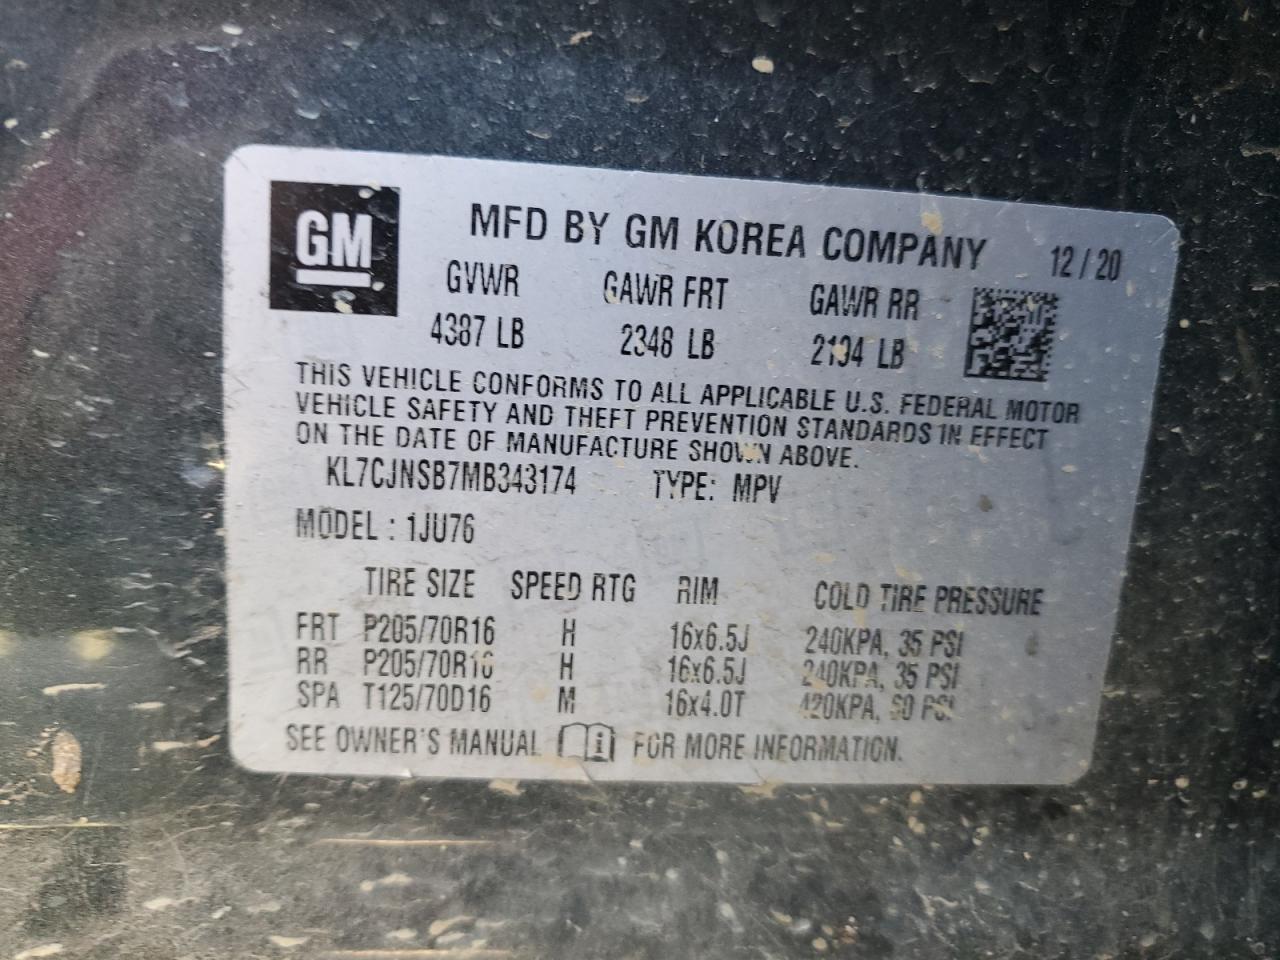 GM
MFD BY GM KOREA COMPANY 12/20
GVWR GAWR FRT GAWR RR
4387 LB 2348 LB 2194 LB
THIS VEHICLE CONFORMS TO ALL APPLICABLE U.S. FEDERAL MOTOR
VEHICLE SAFETY AND THEFT PREVENTION STANDARDS IN EFFECT
ON THE DATE OF MANUFACTURE SHOWN ABOVE.
KL7CJNSB7MB343174 TYPE: MPV
MODEL : 1JU76
TIRE SIZE SPEED RTG RIM COLD TIRE PRESSURE
FRT P205/70R16 H 16x6.5J 240KPA, 35 PSI
RR P205/70R16 H 16x6.5J 240KPA, 35 PSI
SPA T125/70D16 M 16x4.0T 420KPA, 60 PSI
SEE OWNER'S MANUAL i FOR MORE INFORMATION.